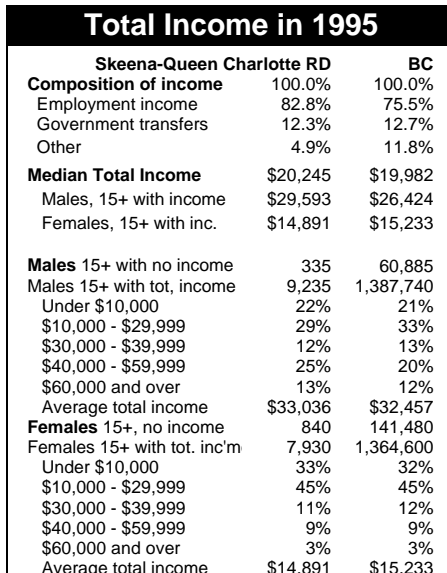 Total Income in 1995
Skeena-Queen Charlotte RD BC
Composition of income 100.0% 100.0%
Employment income 82.8% 75.5%
Government transfers 12.3% 12.7%
Other 4.9% 11.8%
Median Total Income $20,245 $19,982
Males, 15+ with income $29,593 $26,424
Females, 15+ with inc. $14,891 $15,233
Males 15+ with no income 335 60,885
Males 15+ with tot, income 9,235 1,387,740
Under $10,000 22% 21%
$10,000 - $29,999 29% 33%
$30,000 - $39,999 12% 13%
$40,000 - $59,999 25% 20%
$60,000 and over 13% 12%
Average total income $33,036 $32,457
Females 15+, no income 840 141,480
Females 15+ with tot. inc'm 7,930 1,364,600
Under $10,000 33% 32%
$10,000 - $29,999 45% 45%
$30,000 - $39,999 11% 12%
$40,000 - $59,999 9% 9%
$60,000 and over 3% 3%
Average total income $14,891 $15,233